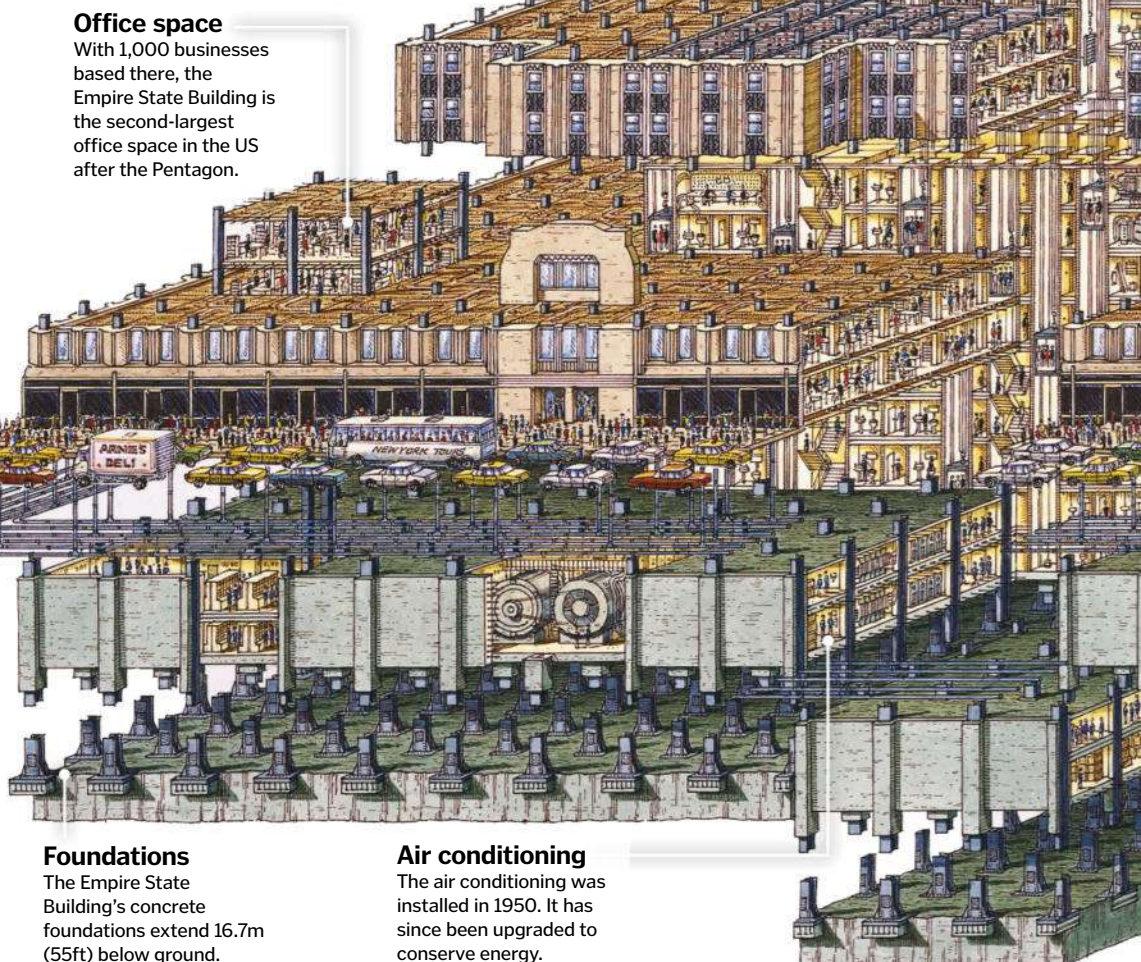 Office space
With 1,000 businesses
based there, the
Empire State Building is
the second-largest
office space in the US
after the Pentagon.
ARNIE'S
DELI
NEW YORK TOURS
Foundations
The Empire State
Building's concrete
foundations extend 16.7m
(55ft) below ground.
Air conditioning
The air conditioning was
installed in 1950. It has
since been upgraded to
conserve energy.